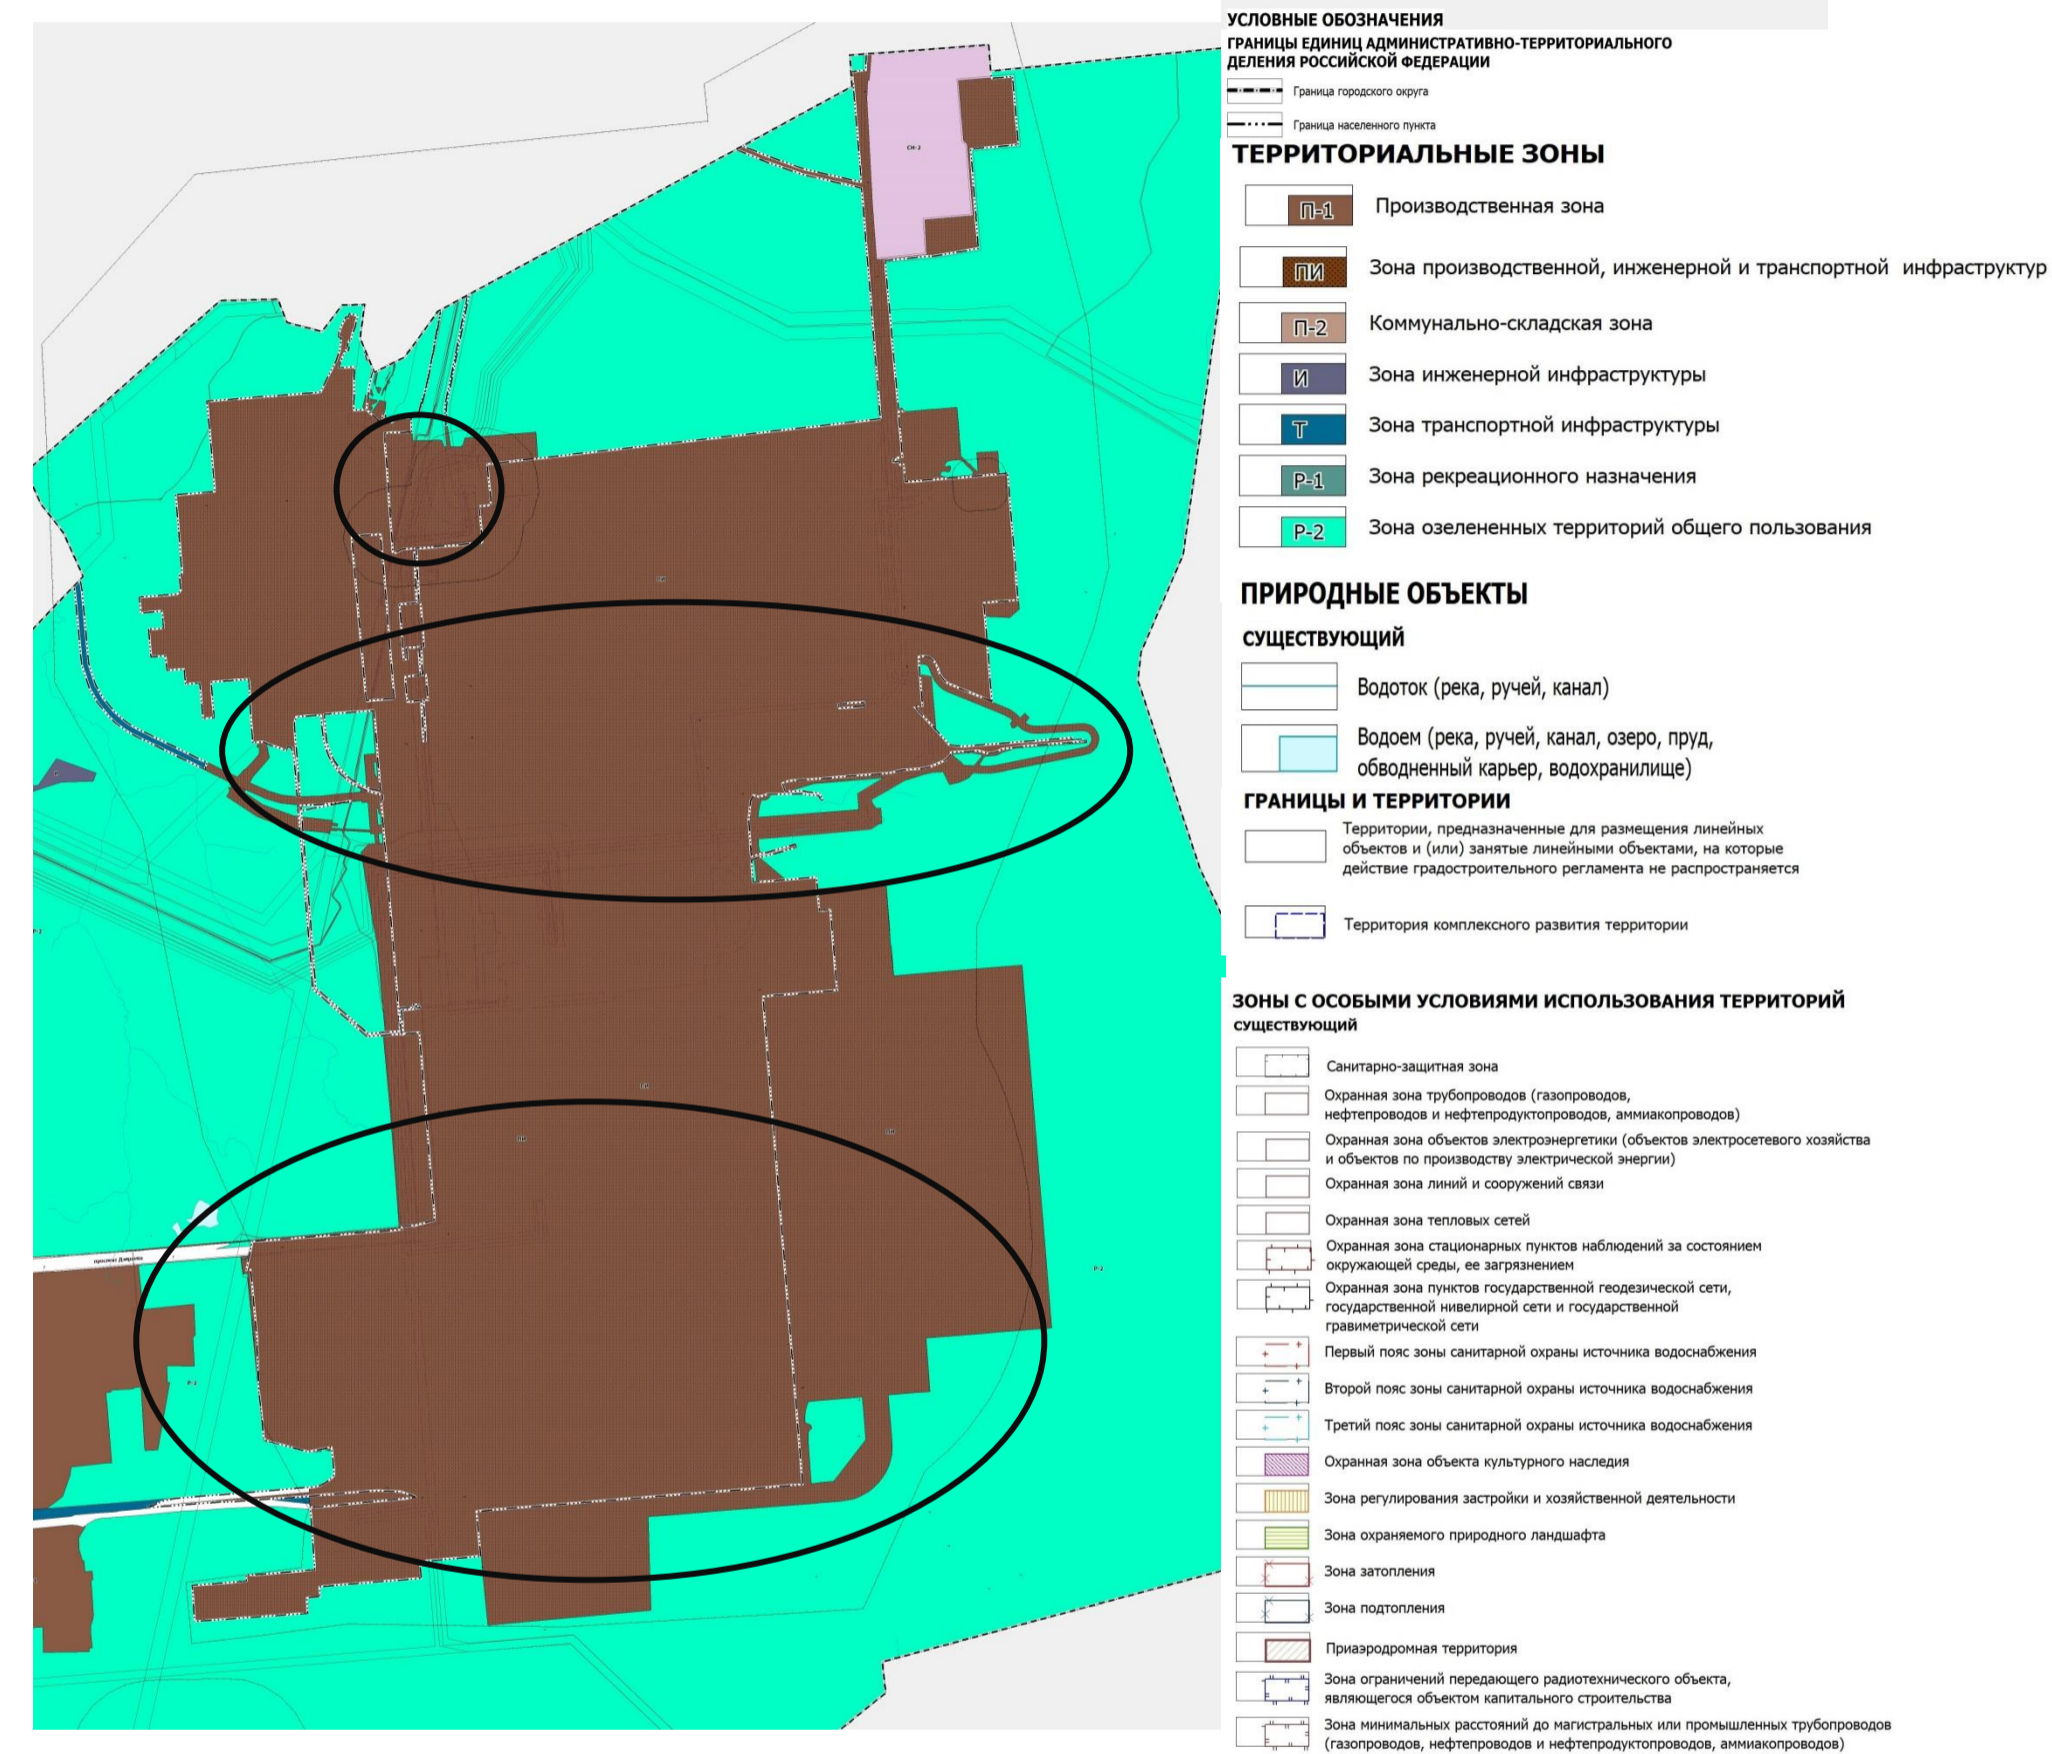 УСЛОВНЫЕ ОБОЗНАЧЕНИЯ
ГРАНИЦЫ ЕДИНИЦ АДМИНИСТРАТИВНО-ТЕРРИТОРИАЛЬНОГО
ДЕЛЕНИЯ РОССИЙСКОЙ ФЕДЕРАЦИИ
Граница городского округа
Граница населенного пункта
ТЕРРИТОРИАЛЬНЫЕ ЗОНЫ
П-1 Производственная зона
ПИ Зона производственной, инженерной и транспортной инфраструктур
П-2 Коммунально-складская зона
И Зона инженерной инфраструктуры
Т Зона транспортной инфраструктуры
Р-1 Зона рекреационного назначения
Р-2 Зона озелененных территорий общего пользования
ПРИРОДНЫЕ ОБЪЕКТЫ
СУЩЕСТВУЮЩИЙ
Водоток (река, ручей, канал)
Водоем (река, ручей, канал, озеро, пруд,
обводненный карьер, водохранилище)
ГРАНИЦЫ И ТЕРРИТОРИИ
Территории, предназначенные для размещения линейных
объектов и (или) занятые линейными объектами, на которые
действие градостроительного регламента не распространяется
Территория комплексного развития территории
ЗОНЫ С ОСОБЫМИ УСЛОВИЯМИ ИСПОЛЬЗОВАНИЯ ТЕРРИТОРИЙ
СУЩЕСТВУЮЩИЙ
Санитарно-защитная зона
Охранная зона трубопроводов (газопроводов,
нефтепроводов и нефтепродуктопроводов, аммиакопроводов)
Охранная зона объектов электроэнергетики (объектов электросетевого хозяйства
и объектов по производству электрической энергии)
Охранная зона линий и сооружений связи
Охранная зона тепловых сетей
Охранная зона стационарных пунктов наблюдений за состоянием
окружающей среды, ее загрязнением
Охранная зона пунктов государственной геодезической сети,
государственной нивелирной сети и государственной
гравиметрической сети
Первый пояс зоны санитарной охраны источника водоснабжения
Второй пояс зоны санитарной охраны источника водоснабжения
Третий пояс зоны санитарной охраны источника водоснабжения
Охранная зона объекта культурного наследия
Зона регулирования застройки и хозяйственной деятельности
Зона охраняемого природного ландшафта
Зона затопления
Зона подтопления
Приаэродромная территория
Зона ограничений передающего радиотехнического объекта,
являющегося объектом капитального строительства
Зона минимальных расстояний до магистральных или промышленных трубопроводов
(газопроводов, нефтепроводов и нефтепродуктопроводов, аммиакопроводов)
СН-2
ПИ
Р-2
ПИ
ПИ
ПИ
Р-2
Р-2